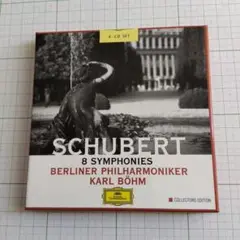 4 CD SET
SCHUBERT
8 SYMPHONIES
BERLINER PHILHARMONIKER
KARL BÖHM
COLLECTORS EDITION